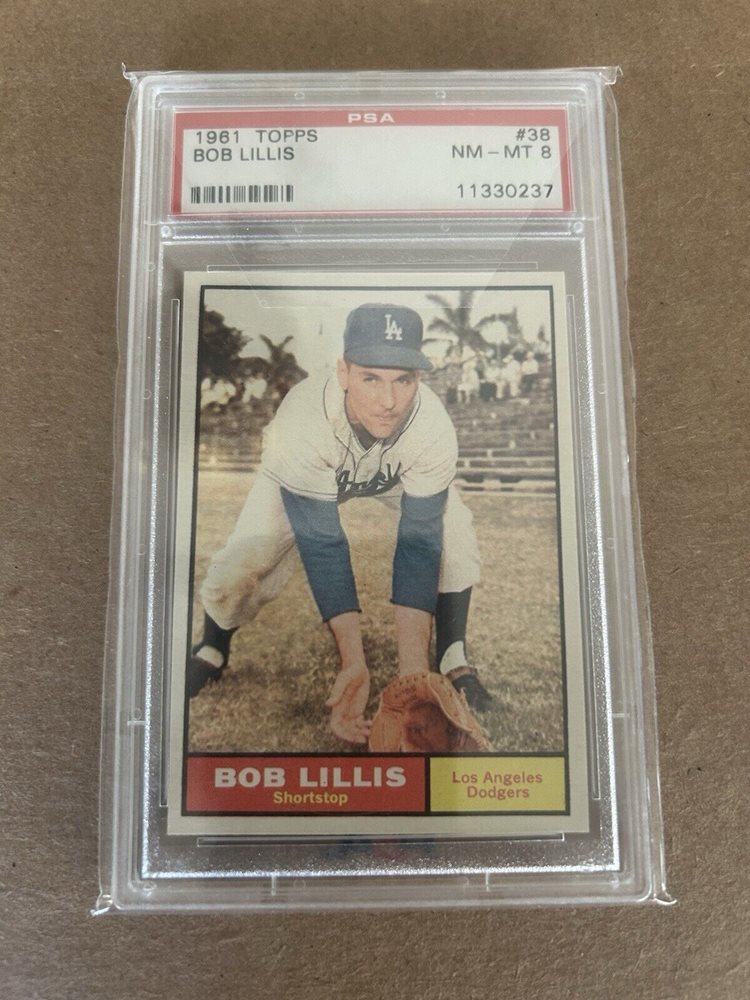 PSA
1961 TOPPS #38
BOB LILLIS NM - MT 8
11330237
LA
BOB LILLIS
Shortstop
Los Angeles
Dodgers